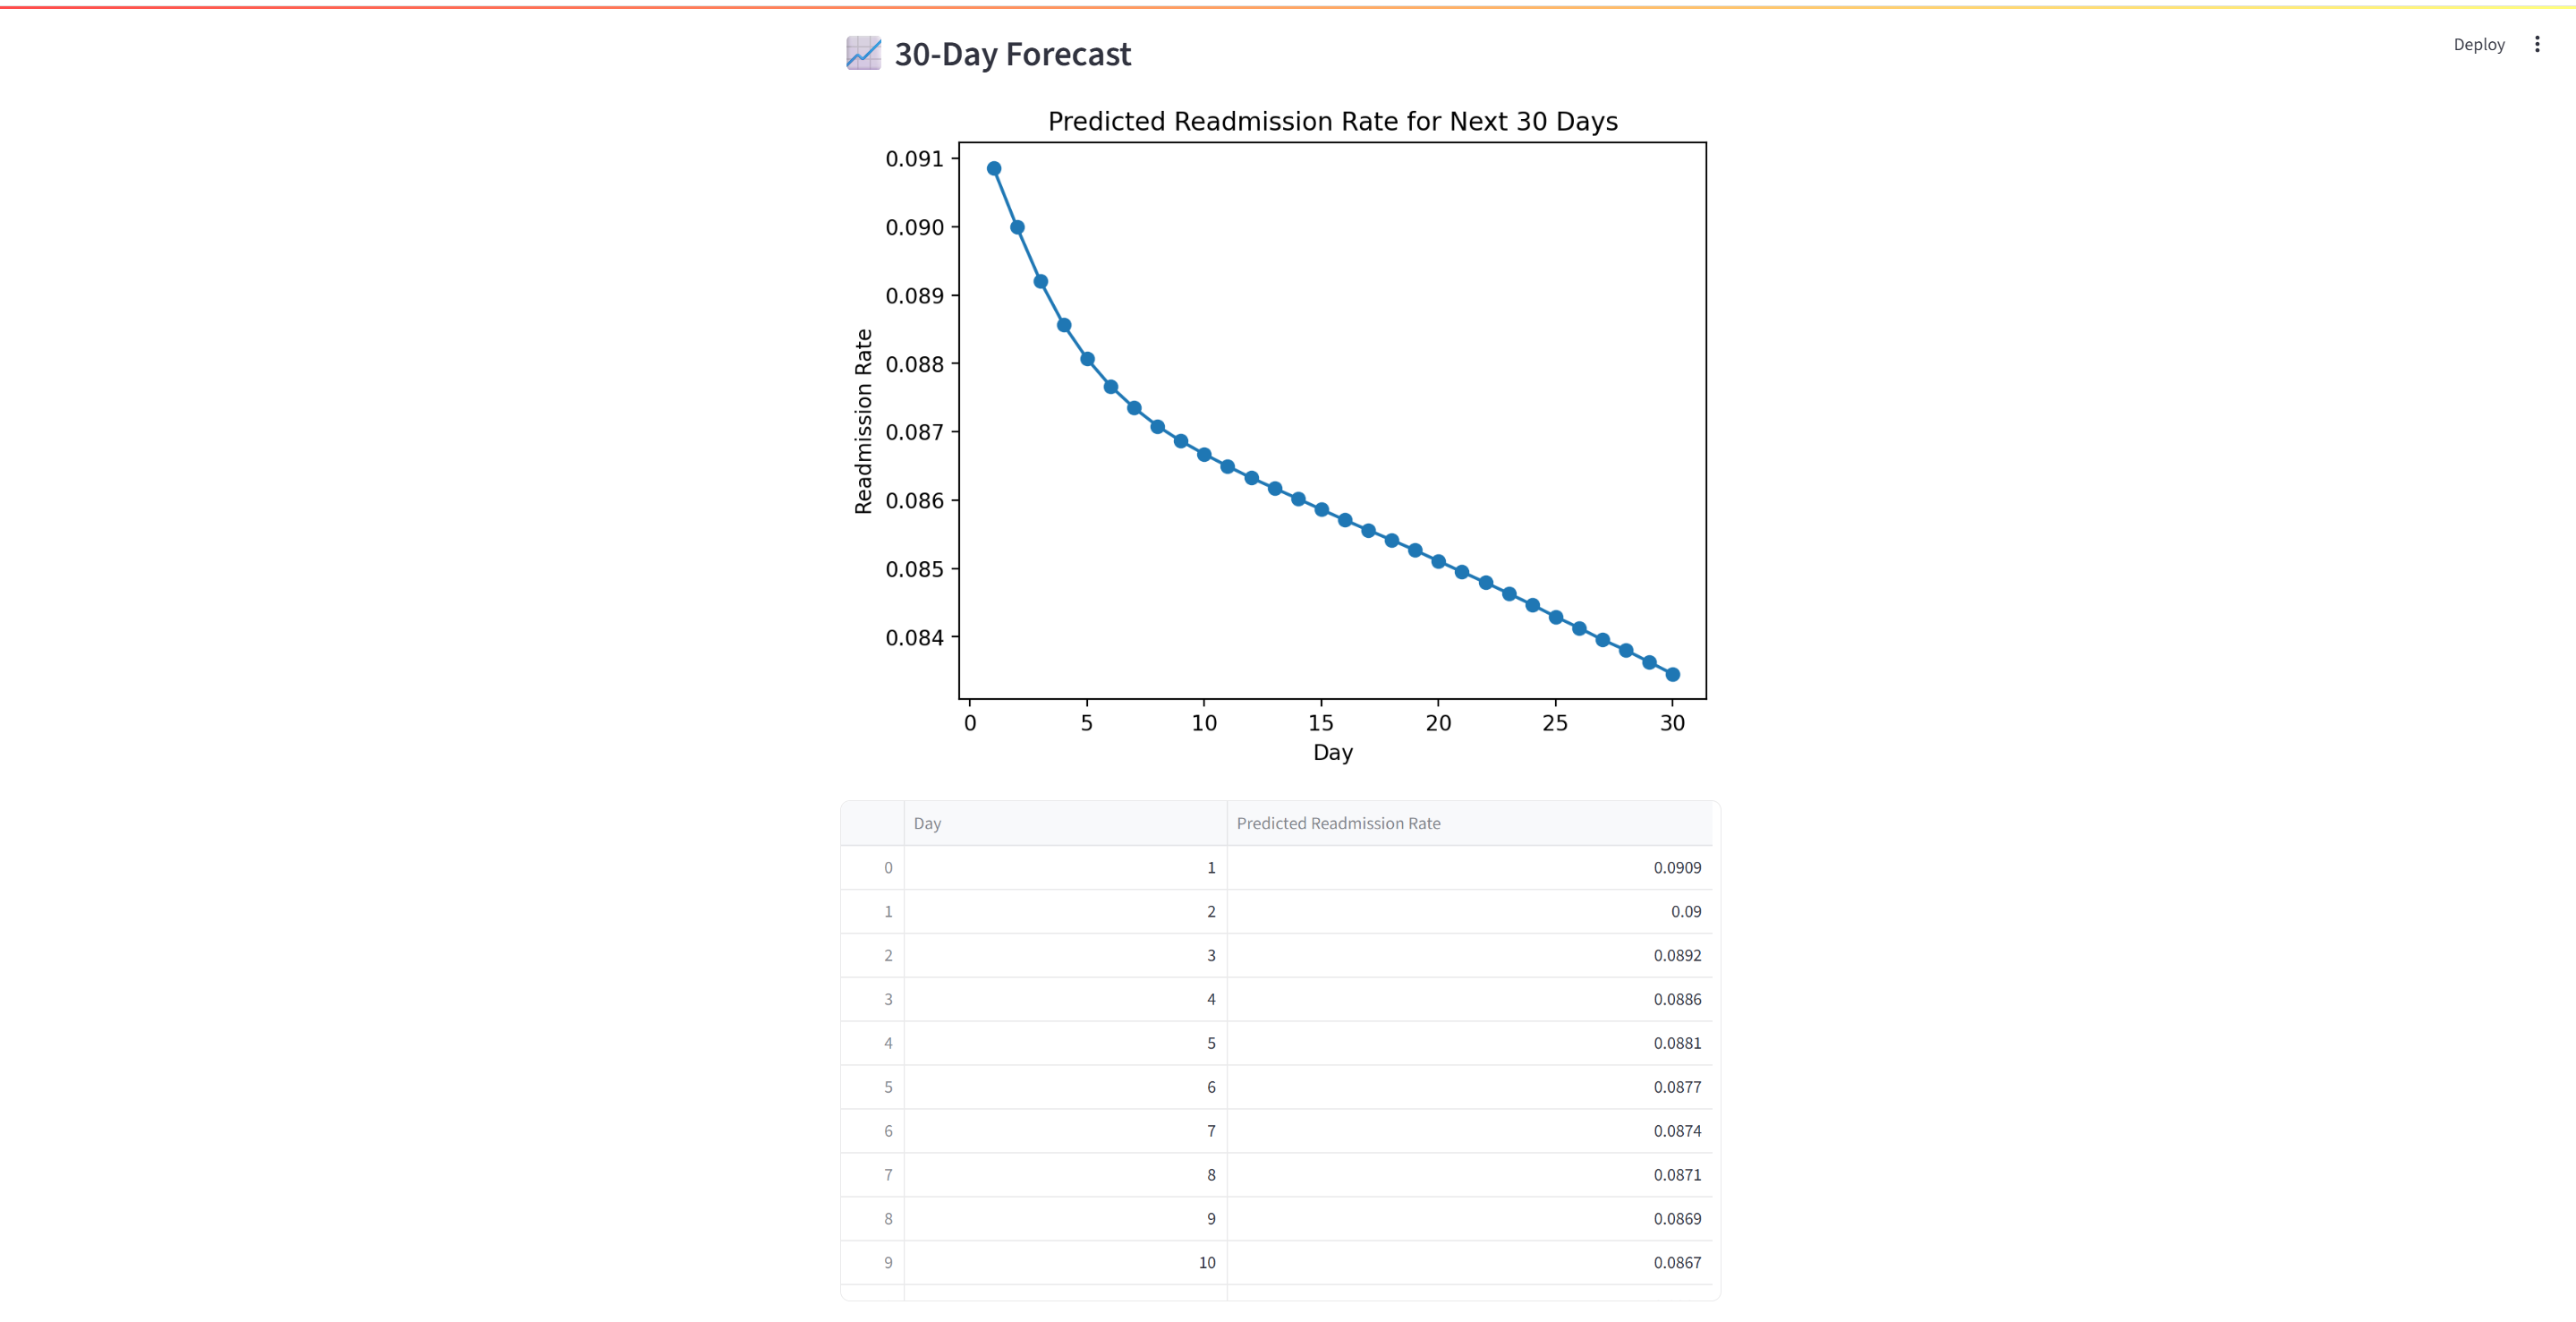 30-Day Forecast
Deploy
Predicted Readmission Rate for Next 30 Days
0.091
0.090
0.089
0.088
0.087
0.086
0.085
0.084
Readmission Rate
0 5 10 15 20 25 30
Day
Day Predicted Readmission Rate
0 1 0.0909
1 2 0.09
2 3 0.0892
3 4 0.0886
4 5 0.0881
5 6 0.0877
6 7 0.0874
7 8 0.0871
8 9 0.0869
9 10 0.0867